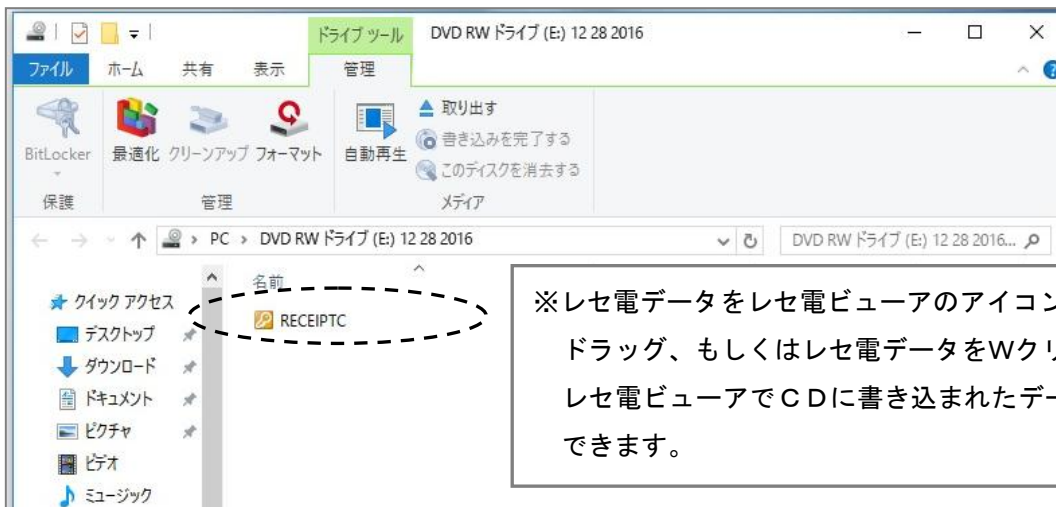 ドライブ ツール
DVD RW ドライブ (E:) 12 28 2016
ファイル ホーム 共有 表示 管理
BitLocker
最適化 クリーンアップ フォーマット
自動再生
取り出す
書き込みを完了する
このディスクを消去する
保護 管理 メディア
PC > DVD RW ドライブ (E:) 12 28 2016
DVD RW ドライブ (E:) 12 28 2016...
クイック アクセス
デスクトップ
ダウンロード
ドキュメント
ピクチャ
ビデオ
ミュージック
名前
RECEIPTC
※レセ電データをレセ電ビューアのアイコン
ドラッグ、もしくはレセ電データをWクリ
レセ電ビューアでCDに書き込まれたデー
できます。